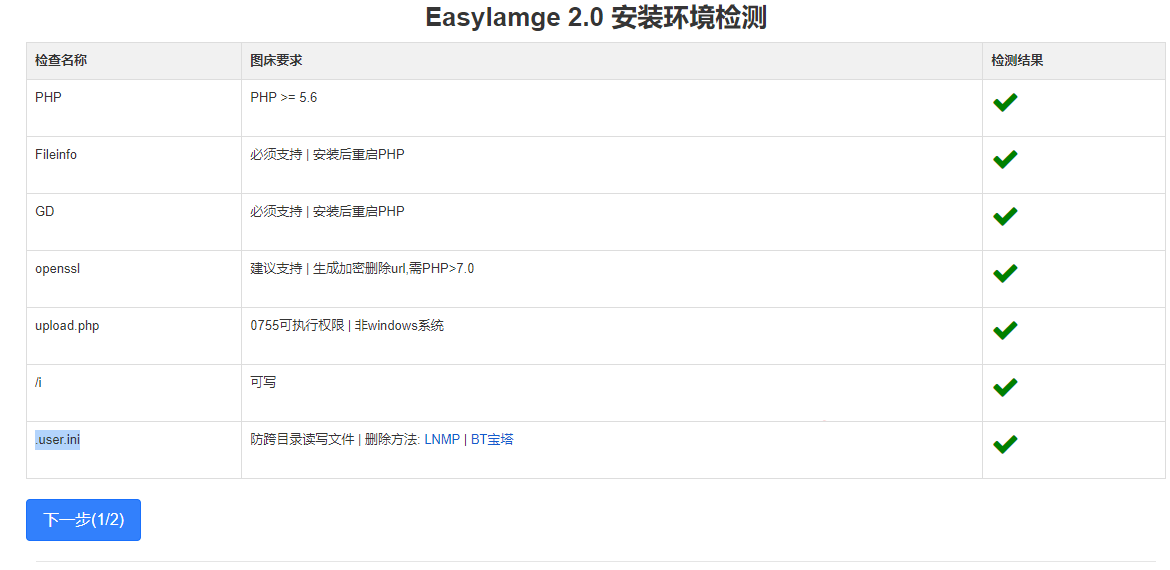 EasyIamge 2.0 安装环境检测
检查名称 图床要求 检测结果
PHP PHP >= 5.6
Fileinfo 必须支持 | 安装后重启PHP
GD 必须支持 | 安装后重启PHP
openssl 建议支持 | 生成加密删除url,需PHP>7.0
upload.php 0755可执行权限 | 非windows系统
/i 可写
.user.ini 防跨目录读写文件 | 删除方法: LNMP | BT宝塔
下一步(1/2)